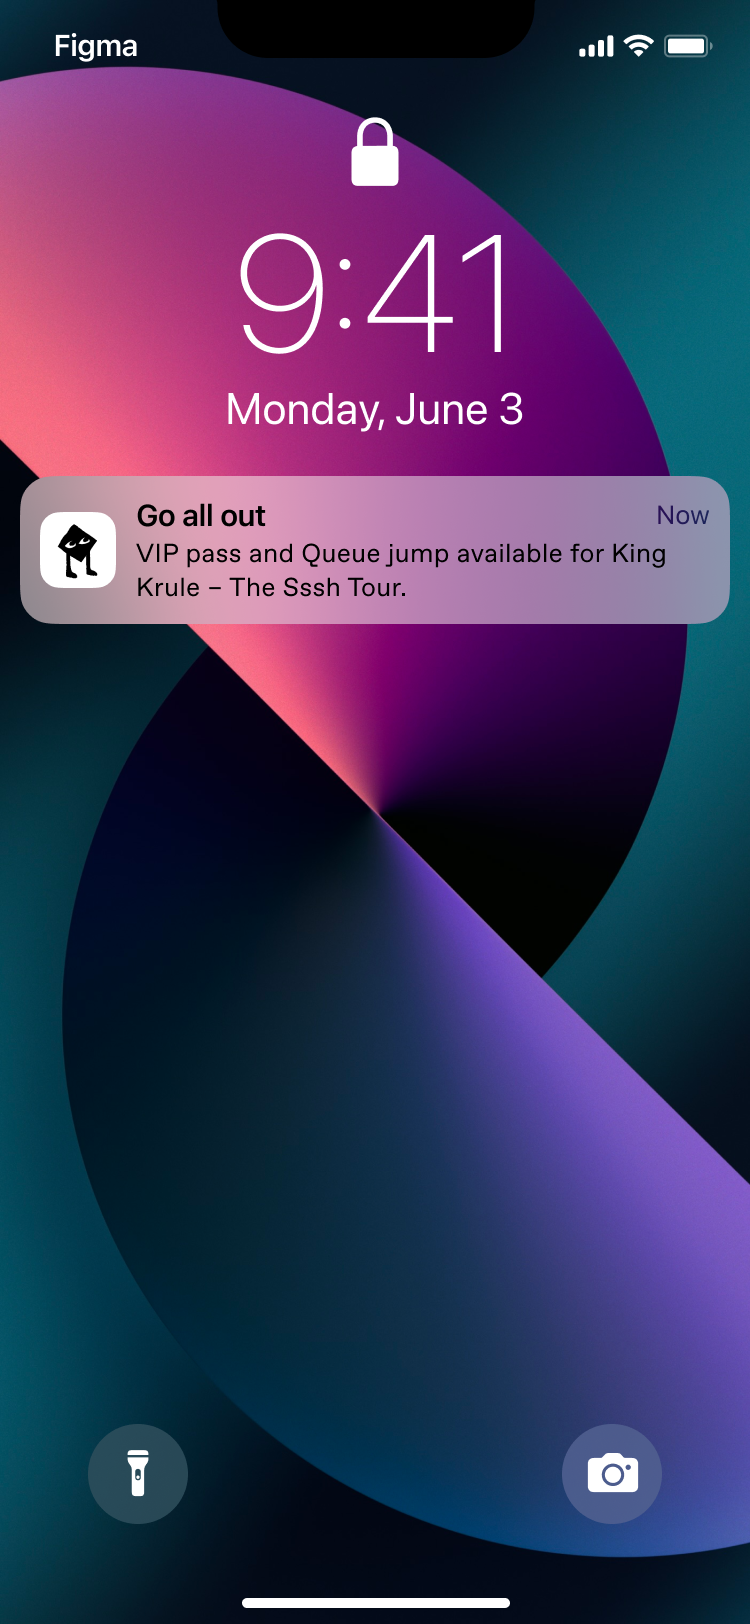 Figma
9:41
Monday, June 3
Go all out
Now
VIP pass and Queue jump available for King
Krule – The Sssh Tour.